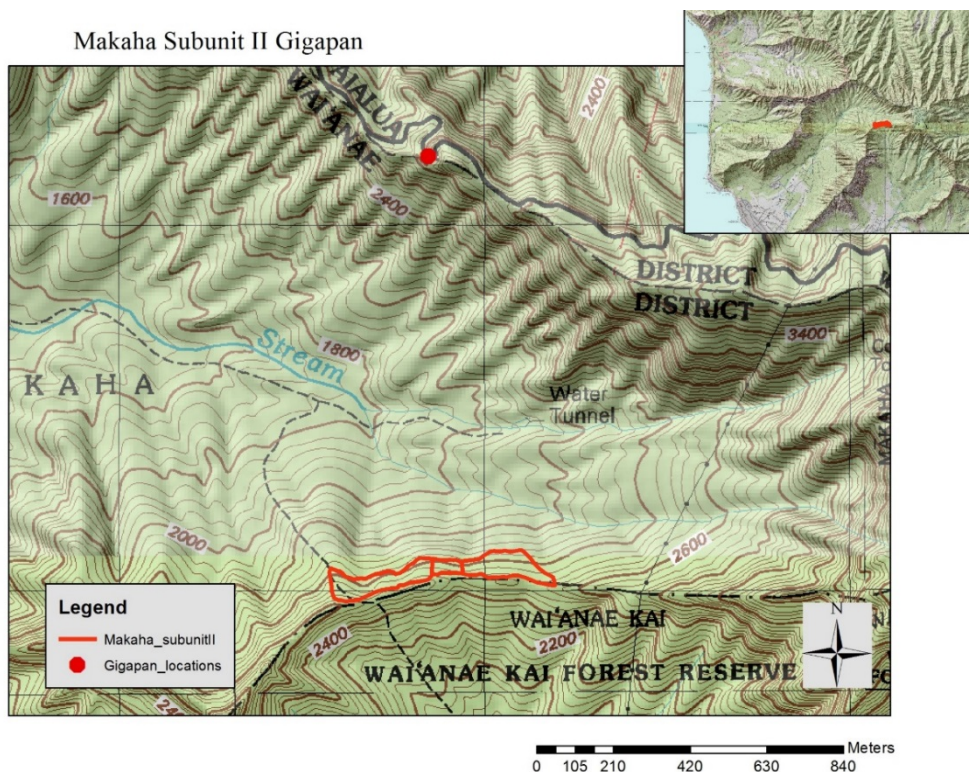 Makaha Subunit II Gigapan
WAIALUA
WAI'ANAE
2400
2400
1600
DISTRICT
DISTRICT
3400
Stream
1800
KAHA
Water
Tunnel
MAKAHA
2000
2600
Legend
Makaha_subunitII
Gigapan_locations
2400
WAI'ANAE KAI
2200
WAI'ANAE KAI FOREST RESERVE
N
Meters
0 105 210 420 630 840